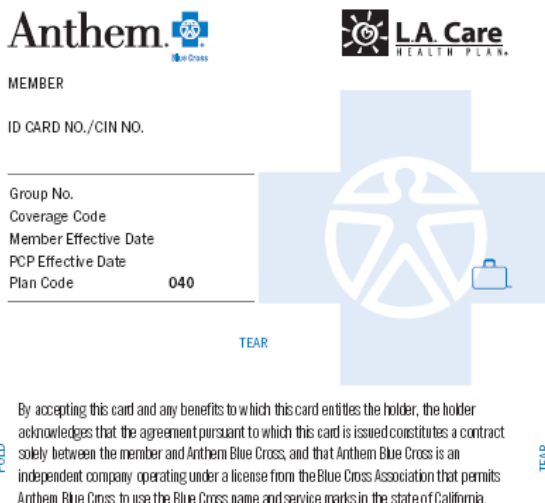 Anthem.
Blue Cross
L.A. Care
HEALTH PLAN®
MEMBER
ID CARD NO./CIN NO.
Group No.
Coverage Code
Member Effective Date
PCP Effective Date
Plan Code 040
TEAR
By accepting this card and any benefits to which this card entitles the holder, the holder
acknowledges that the agreement pursuant to which this card is issued constitutes a contract
solely between the member and Anthem Blue Cross, and that Anthem Blue Cross is an
independent company operating under a license from the Blue Cross Association that permits
Anthem Blue Cross to use the Blue Cross name and service marks in the state of California.
FOLD
TEAR